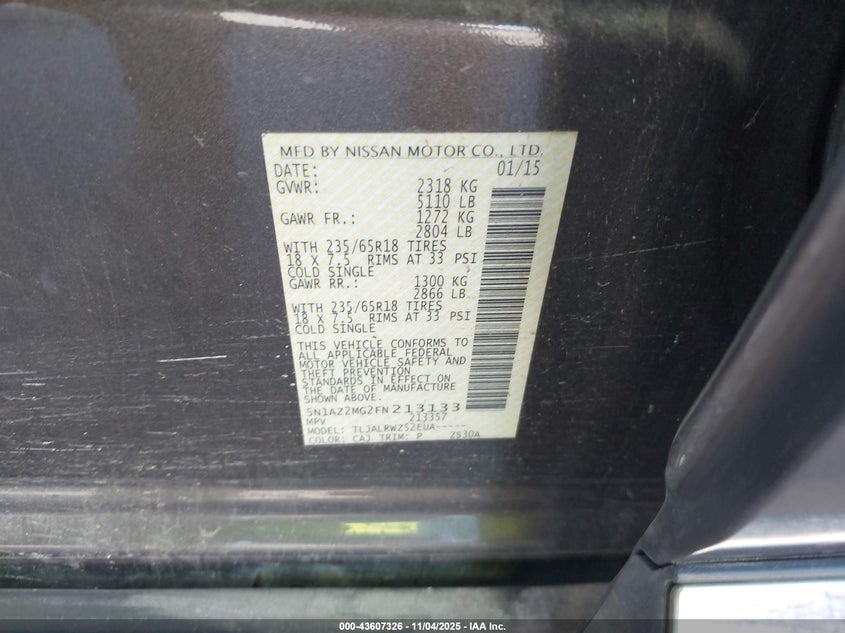 MFD BY NISSAN MOTOR CO., LTD.
DATE: 01/15
GVWR: 2318 KG
5110 LB
GAWR FR.: 1272 KG
2804 LB
WITH 235/65R18 TIRES
18 X 7.5 RIMS AT 33 PSI
COLD SINGLE
GAWR RR.: 1300 KG
2866 LB
WITH 235/65R18 TIRES
18 X 7.5 RIMS AT 33 PSI
COLD SINGLE
THIS VEHICLE CONFORMS TO
ALL APPLICABLE FEDERAL
MOTOR VEHICLE SAFETY AND
THEFT PREVENTION
STANDARDS IN EFFECT ON
THE DATE OF MANUFACTURE
SHOWN ABOVE.
5N1AZ2MG2FN213133
MPV 213357
MODEL: TLJALRWZ52EUA-----
COLOR: CAJ TRIM: P Z530A
000-43607326 - 11/04/2025 - IAA Inc.